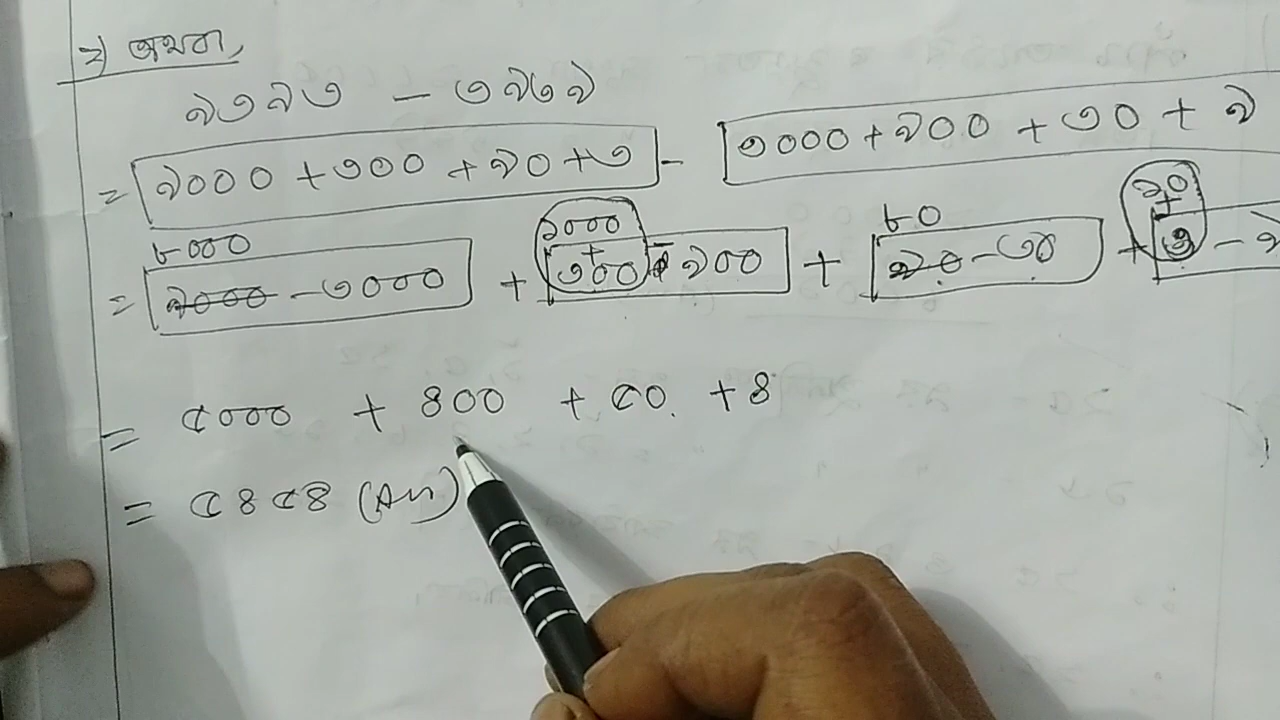 ২) অথবা,
৯৩৯৩ - ৩৯৩৯
= ৯০০০ + ৩০০ + ৯০ + ৩ - ৩০০০ + ৯০০ + ৩০ + ৯
৮০০০ ১০০০ ৮০ ১০
= ৯০০০ - ৩০০০ + ৩০০ - ৯০০ + ৯০ - ৩০ + ৩ - ৯
= ৫০০০ + ৪০০ + ৫০ + ৪
= ৫৪৫৪ (Ans)